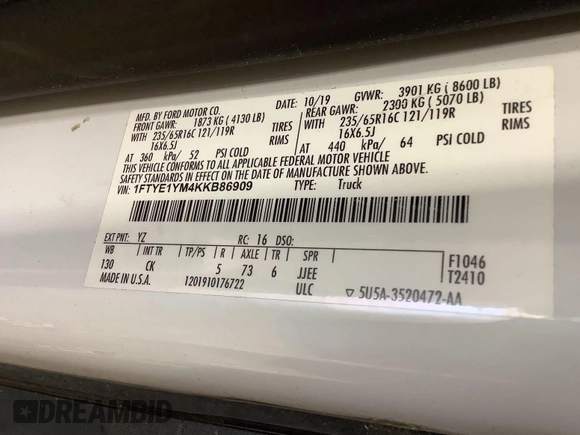 MFD. BY FORD MOTOR CO. DATE: 10/19 GVWR: 3901 KG ( 8600 LB)
FRONT GAWR: 1873 KG ( 4130 LB) REAR GAWR: 2300 KG ( 5070 LB)
WITH 235/65R16C 121/119R TIRES WITH 235/65R16C 121/119R TIRES
16X6.5J RIMS 16X6.5J RIMS
AT 360 kPa/ 52 PSI COLD AT 440 kPa/ 64 PSI COLD
THIS VEHICLE CONFORMS TO ALL APPLICABLE FEDERAL MOTOR VEHICLE
SAFETY STANDARDS IN EFFECT ON THE DATE OF MANUFACTURE SHOWN ABOVE.
VIN: 1FTYE1YM4KKB86909 TYPE: Truck
EXT PNT: YZ RC: 16 DSO:
WB INT TR TP/PS R AXLE TR SPR F1046
130 CK 5 73 6 JJEE T2410
MADE IN U.S.A. 1201910176722 ULC ▽ 5U5A-3520472-AA
DREAMBID